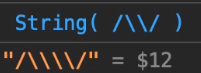 String( /\\/ )
"/\\\\/" = $12